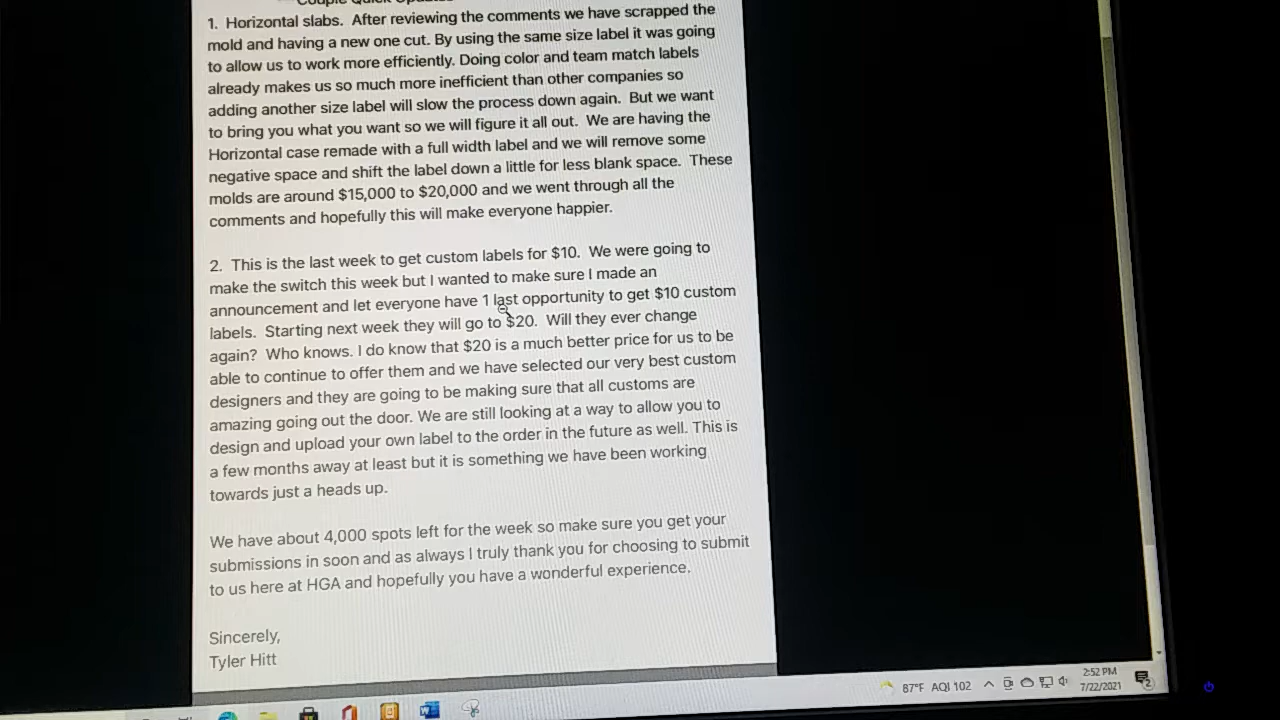 Couple Quick Updates
1. Horizontal slabs. After reviewing the comments we have scrapped the
mold and having a new one cut. By using the same size label it was going
to allow us to work more efficiently. Doing color and team match labels
already makes us so much more inefficient than other companies so
adding another size label will slow the process down again. But we want
to bring you what you want so we will figure it all out. We are having the
Horizontal case remade with a full width label and we will remove some
negative space and shift the label down a little for less blank space. These
molds are around $15,000 to $20,000 and we went through all the
comments and hopefully this will make everyone happier.
2. This is the last week to get custom labels for $10. We were going to
make the switch this week but I wanted to make sure I made an
announcement and let everyone have 1 last opportunity to get $10 custom
labels. Starting next week they will go to $20. Will they ever change
again? Who knows. I do know that $20 is a much better price for us to be
able to continue to offer them and we have selected our very best custom
designers and they are going to be making sure that all customs are
amazing going out the door. We are still looking at a way to allow you to
design and upload your own label to the order in the future as well. This is
a few months away at least but it is something we have been working
towards just a heads up.
We have about 4,000 spots left for the week so make sure you get your
submissions in soon and as always I truly thank you for choosing to submit
to us here at HGA and hopefully you have a wonderful experience.
Sincerely,
Tyler Hitt
87°F AQI 102
2:52 PM
7/22/2021
2